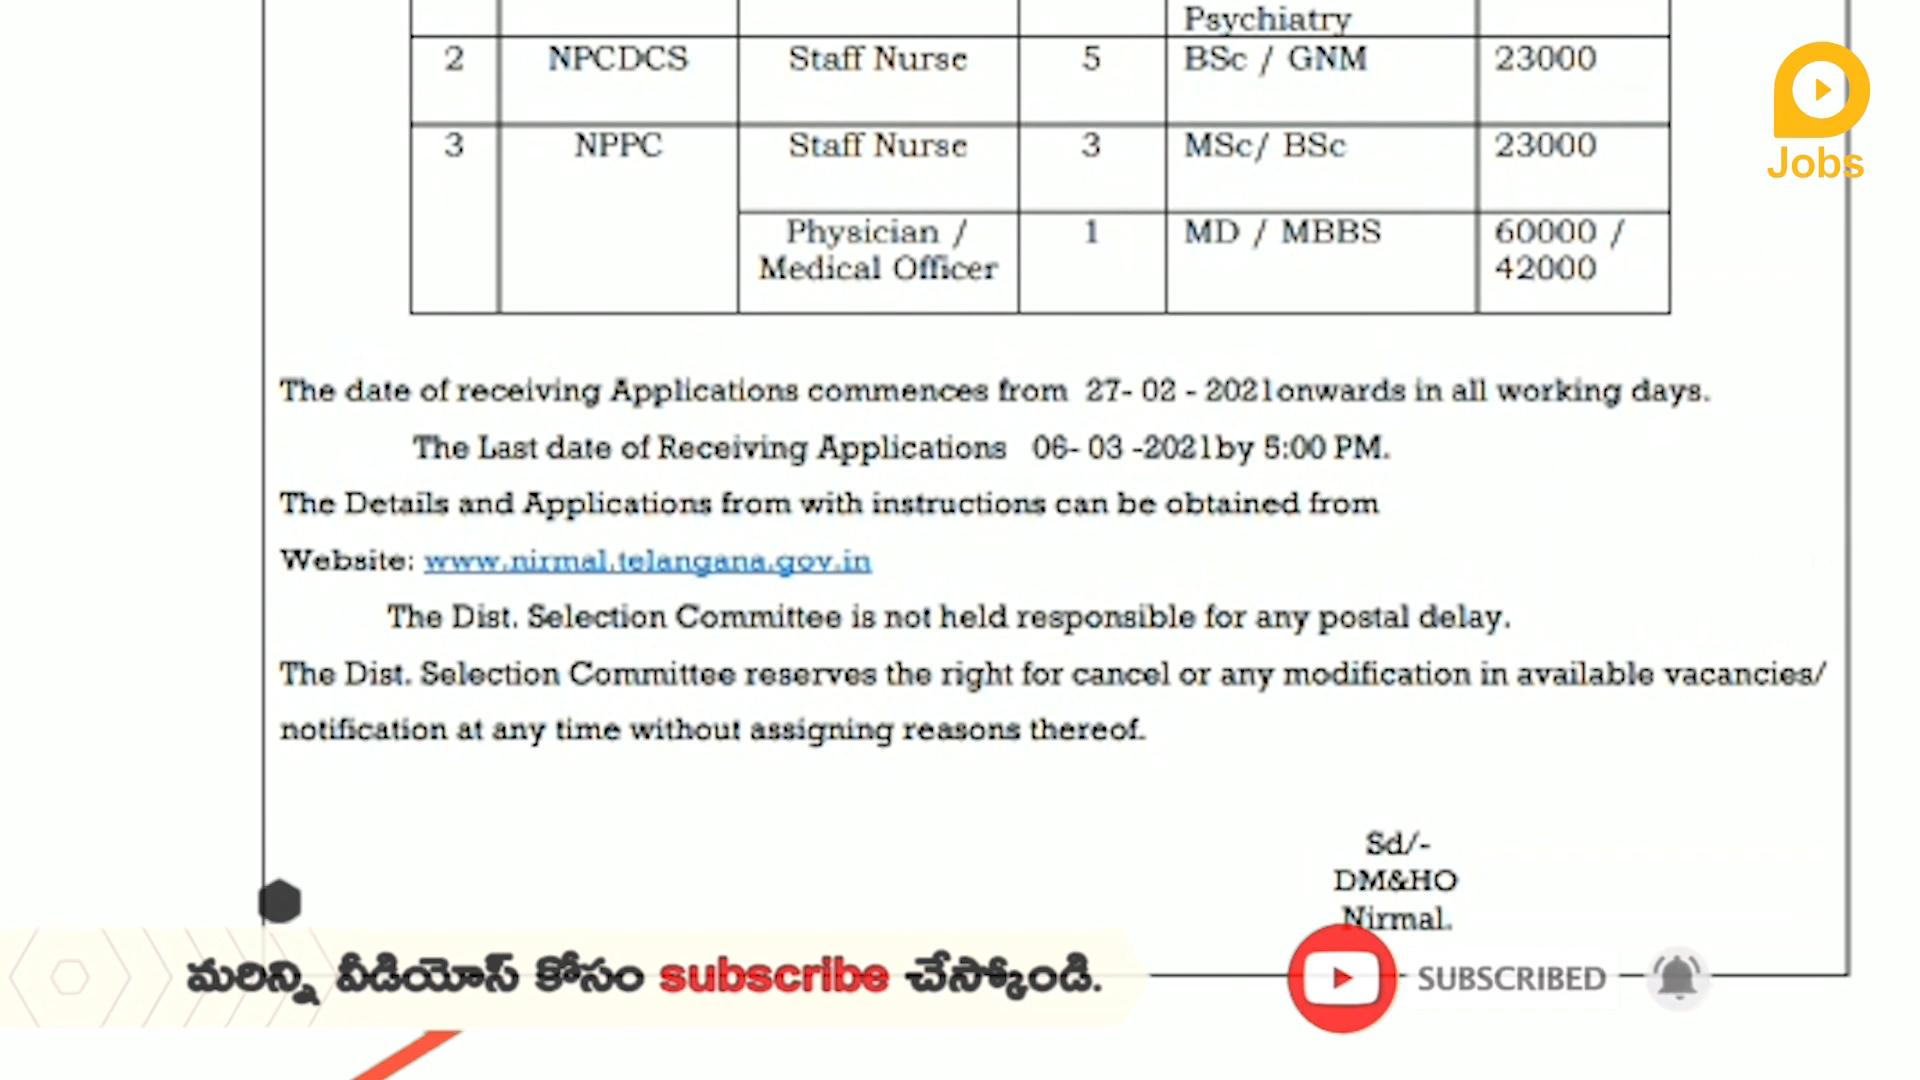 Psychiatry
2 NPCDCS Staff Nurse 5 BSc / GNM 23000
3 NPPC Staff Nurse 3 MSc/ BSc 23000
Physician / 1 MD / MBBS 60000 /
Medical Officer 42000
Jobs
The date of receiving Applications commences from 27- 02 - 2021onwards in all working days.
The Last date of Receiving Applications 06- 03 -2021by 5:00 PM.
The Details and Applications from with instructions can be obtained from
Website: www.nirmal.telangana.gov.in
The Dist. Selection Committee is not held responsible for any postal delay.
The Dist. Selection Committee reserves the right for cancel or any modification in available vacancies/
notification at any time without assigning reasons thereof.
Sd/-
DM&HO
Nirmal.
మరిన్ని వీడియోస్ కోసం subscribe చేస్కోండి.
SUBSCRIBED